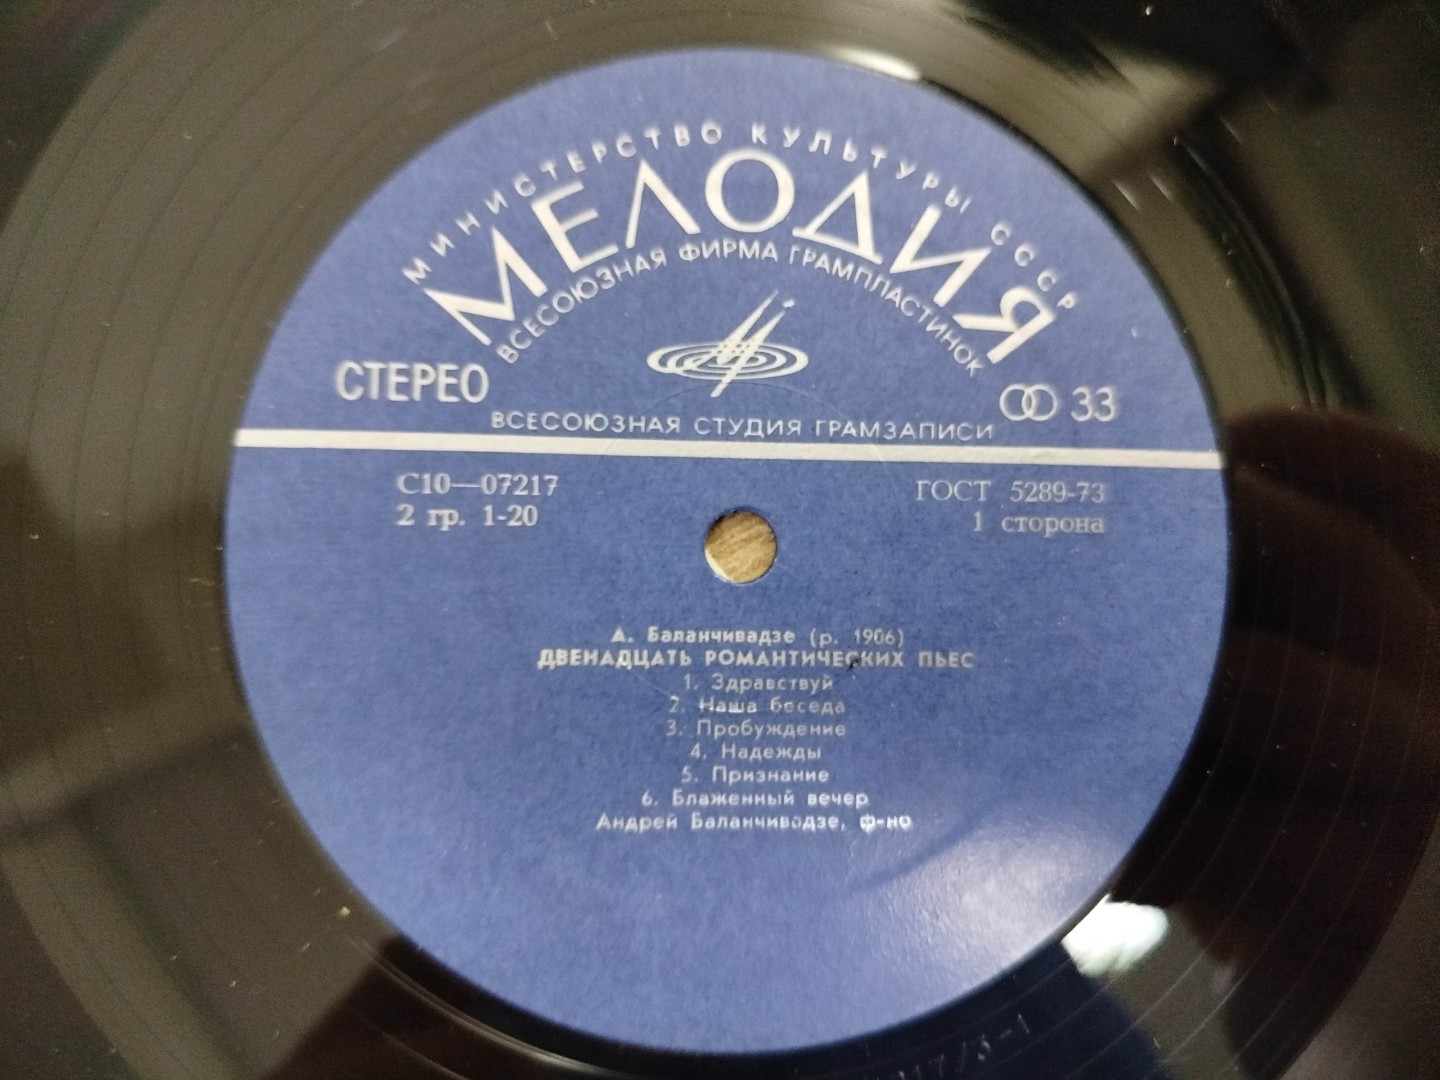 МИНИСТЕРСТВО КУЛЬТУРЫ СССР
МЕЛОДИЯ
ВСЕСОЮЗНАЯ ФИРМА ГРАМПЛАСТИНОК
СТЕРЕО
33
ВСЕСОЮЗНАЯ СТУДИЯ ГРАМЗАПИСИ
С10—07217
ГОСТ 5289-73
2 гр. 1-20
1 сторона
А. Баланчивадзе (р. 1906)
ДВЕНАДЦАТЬ РОМАНТИЧЕСКИХ ПЬЕС
1. Здравствуй
2. Наша беседа
3. Пробуждение
4. Надежды
5. Признание
6. Блаженный вечер
Андрей Баланчивадзе, ф-но